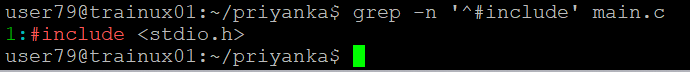 user79@trainux01:~/priyanka$ grep -n '^#include' main.c
1:#include <stdio.h>
user79@trainux01:~/priyanka$